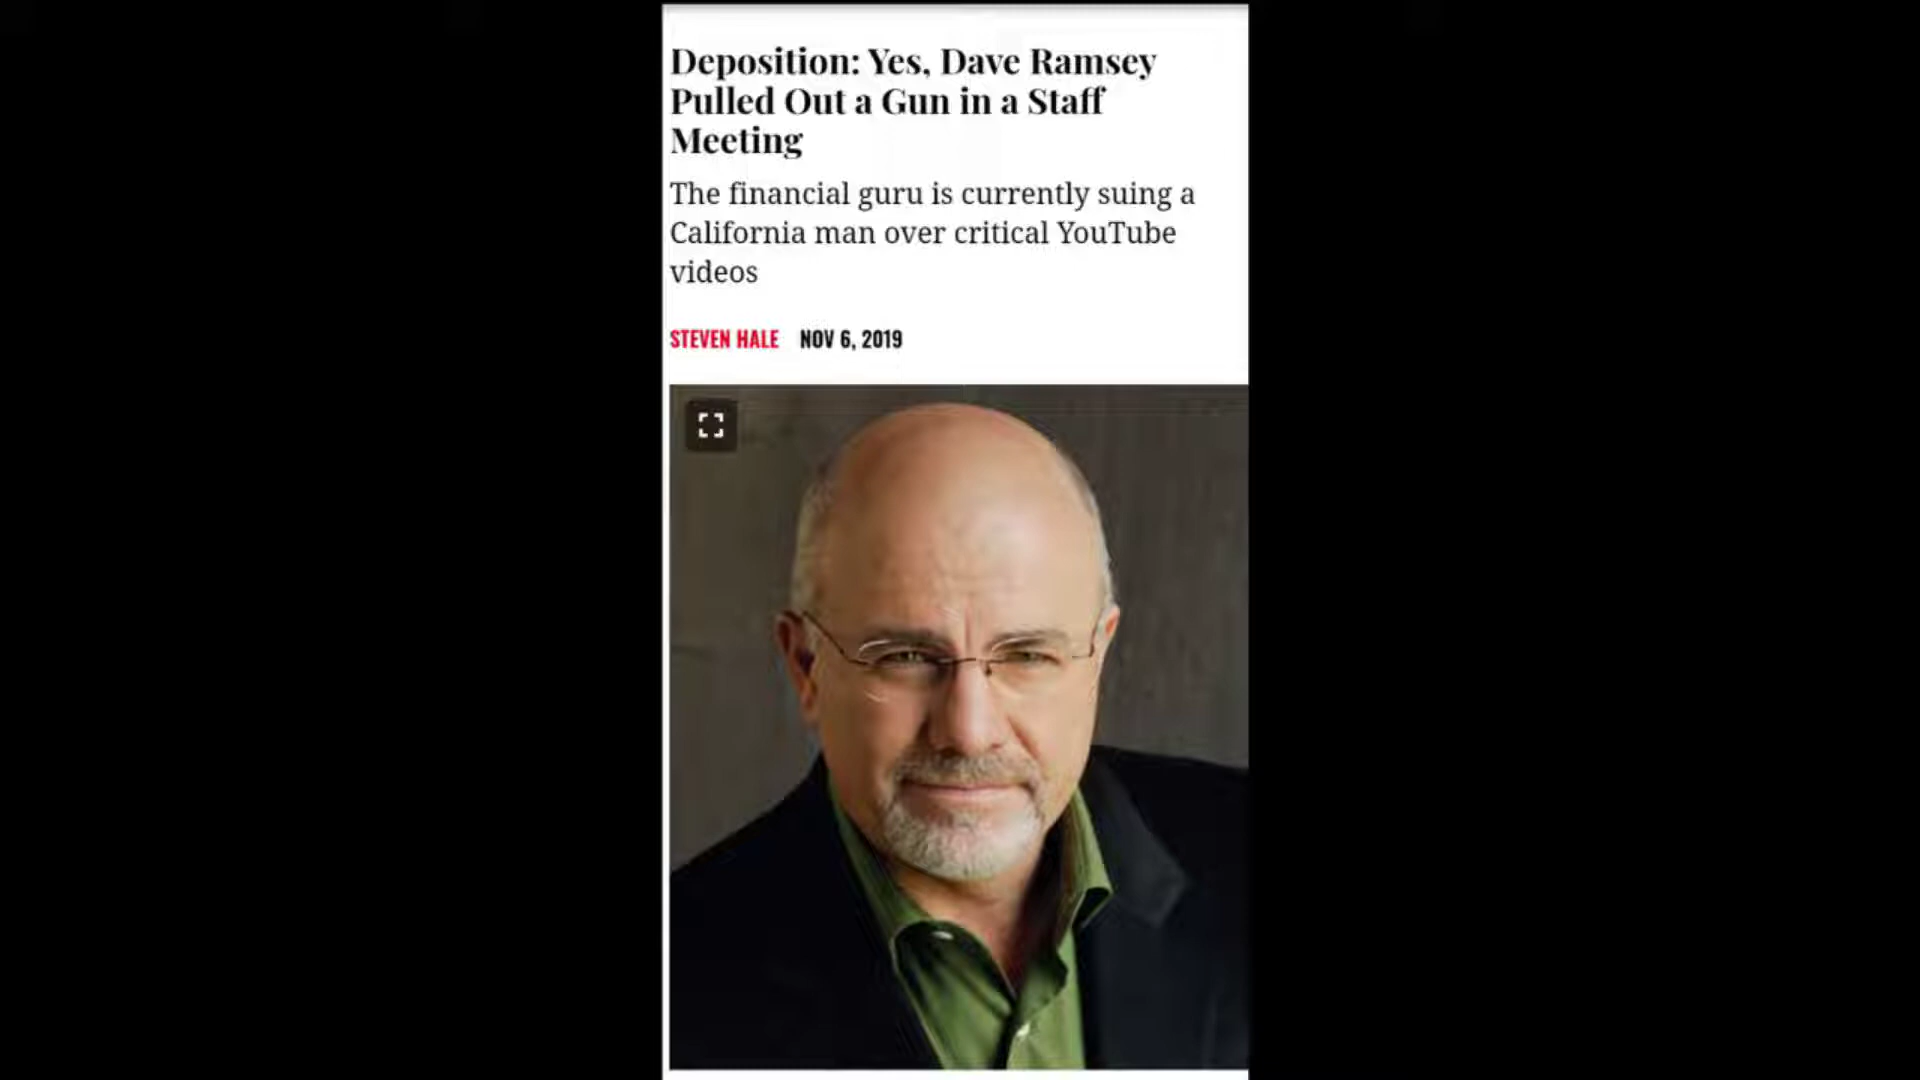 Deposition: Yes, Dave Ramsey
Pulled Out a Gun in a Staff
Meeting
The financial guru is currently suing a
California man over critical YouTube
videos
STEVEN HALE NOV 6, 2019